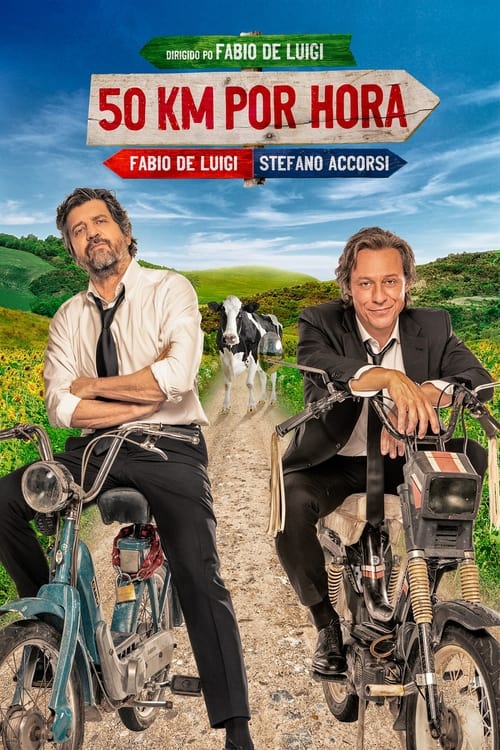 DIRIGIDO PO FABIO DE LUIGI
50 KM POR HORA
FABIO DE LUIGI STEFANO ACCORSI